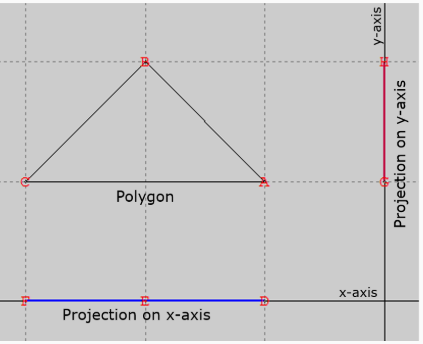 y-axis
B
H
Projection on y-axis
C
A
G
Polygon
x-axis
F
E
D
Projection on x-axis